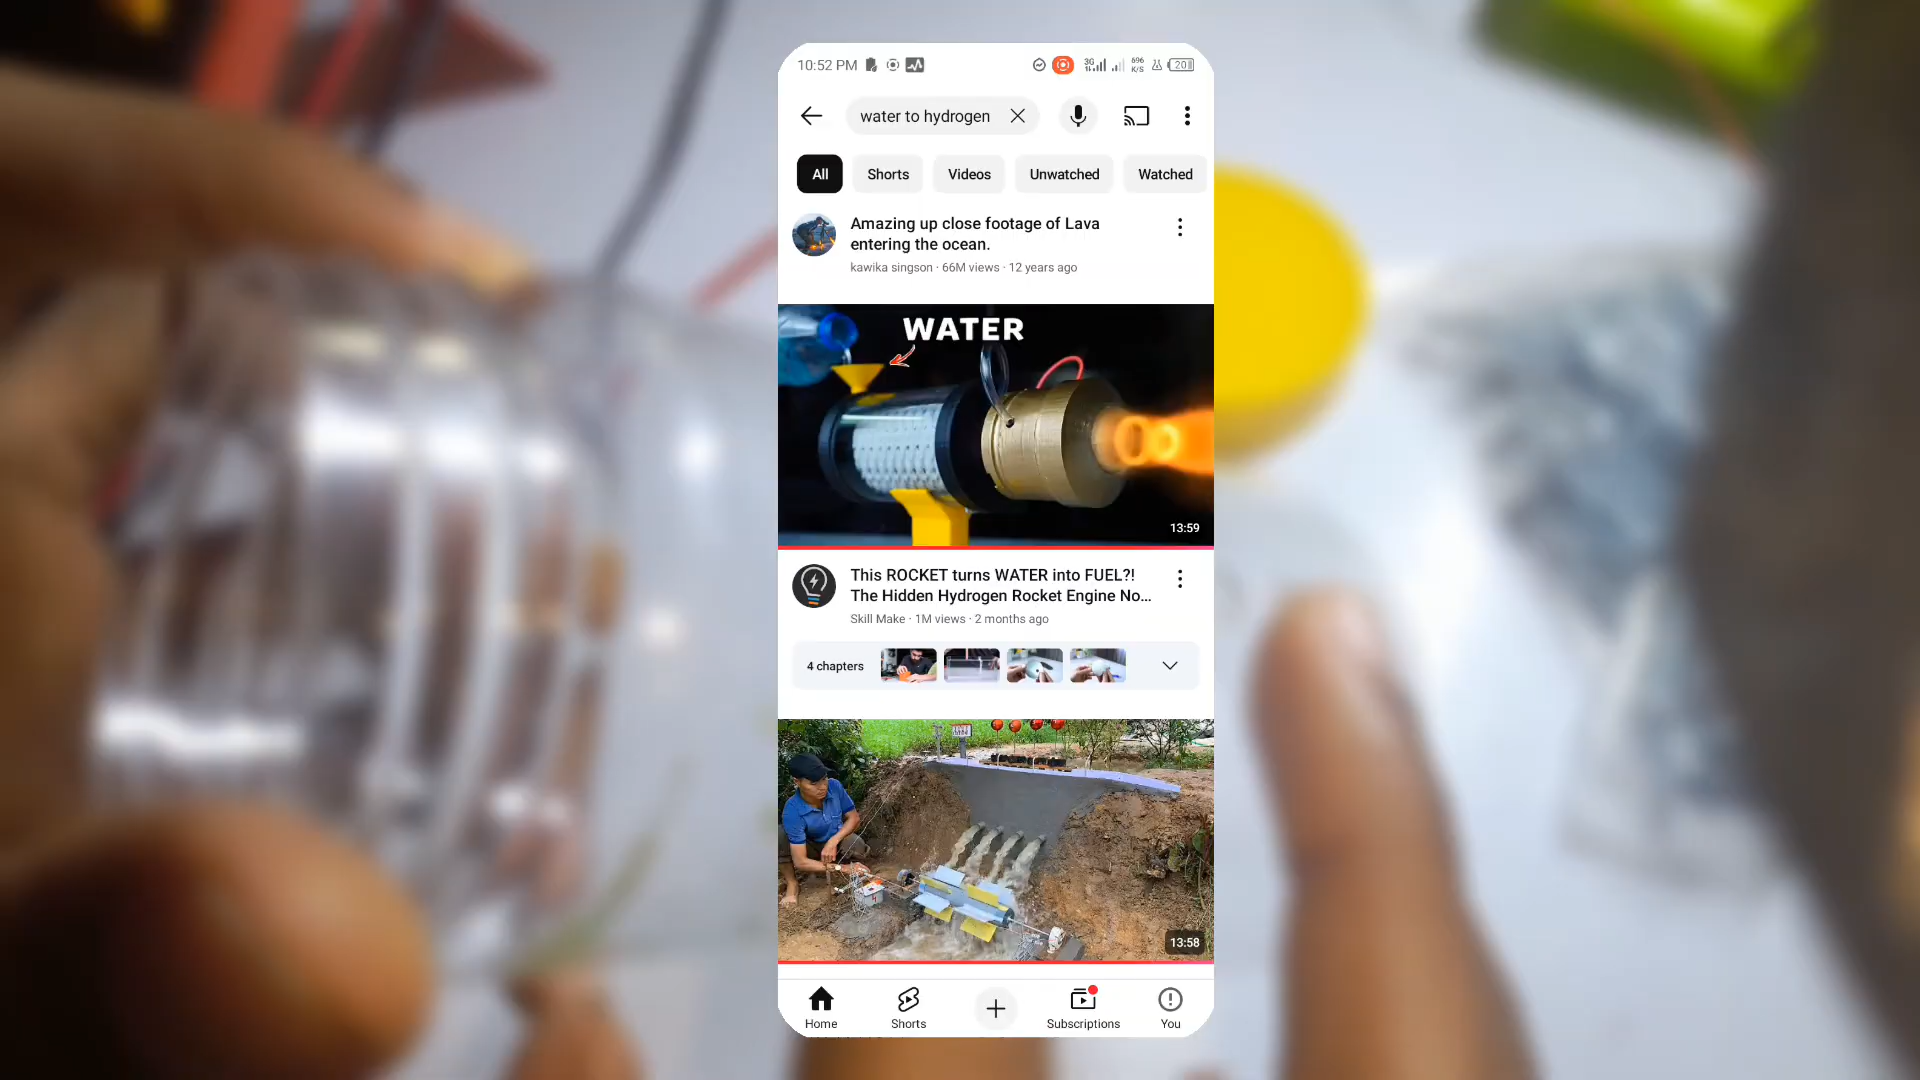 10:52 PM
3G
696
K/S
20
water to hydrogen
All
Shorts
Videos
Unwatched
Watched
Amazing up close footage of Lava
entering the ocean.
kawika singson · 66M views · 12 years ago
WATER
13:59
This ROCKET turns WATER into FUEL?!
The Hidden Hydrogen Rocket Engine No...
Skill Make · 1M views · 2 months ago
4 chapters
13:58
Home
Shorts
Subscriptions
You